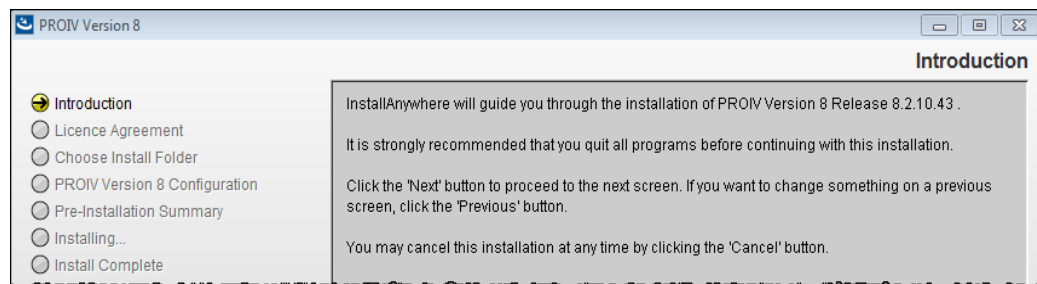 PROIV Version 8
Introduction
Introduction
Licence Agreement
Choose Install Folder
PROIV Version 8 Configuration
Pre-Installation Summary
Installing...
Install Complete
InstallAnywhere will guide you through the installation of PROIV Version 8 Release 8.2.10.43 .
It is strongly recommended that you quit all programs before continuing with this installation.
Click the 'Next' button to proceed to the next screen. If you want to change something on a previous
screen, click the 'Previous' button.
You may cancel this installation at any time by clicking the 'Cancel' button.